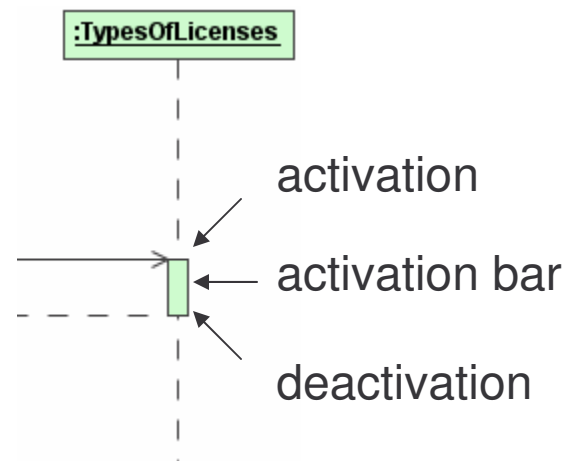 :TypesOfLicenses
activation
activation bar
deactivation